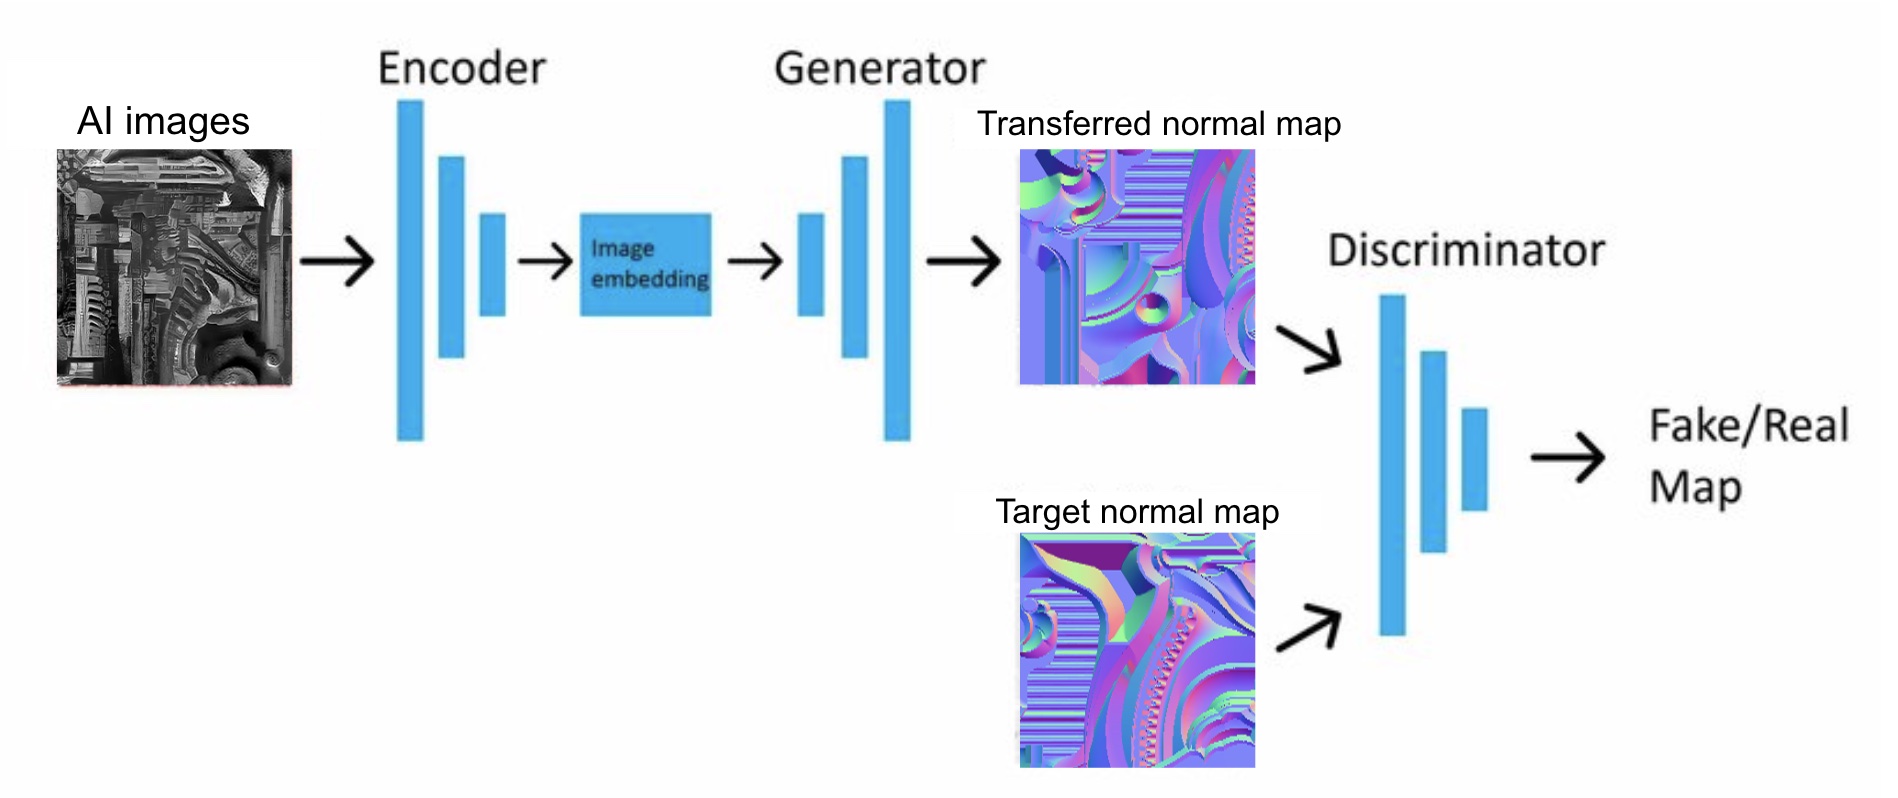 Encoder
Generator
AI images
Transferred normal map
Image
embedding
Discriminator
Fake/Real
Map
Target normal map